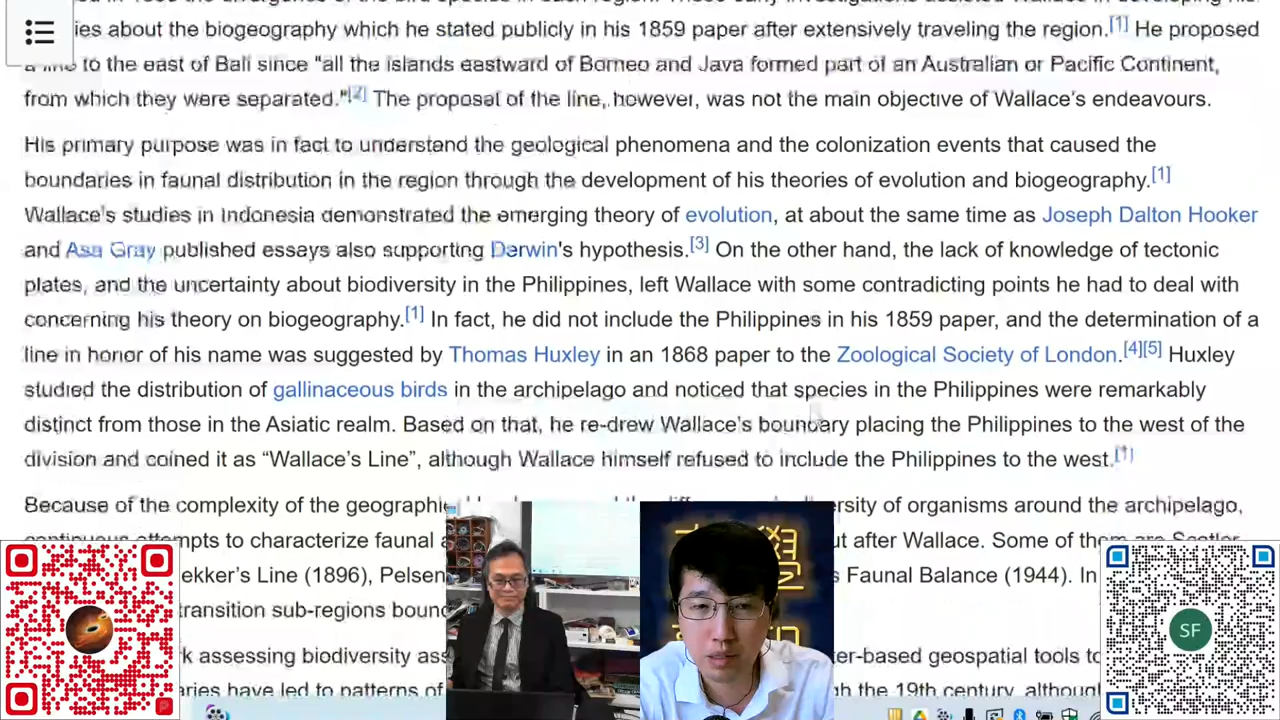 ies about the biogeography which he stated publicly in his 1859 paper after extensively traveling the region.[1] He proposed
a line to the east of Bali since "all the islands eastward of Borneo and Java formed part of an Australian or Pacific Continent,
from which they were separated."[2] The proposal of the line, however, was not the main objective of Wallace's endeavours.
His primary purpose was in fact to understand the geological phenomena and the colonization events that caused the
boundaries in faunal distribution in the region through the development of his theories of evolution and biogeography.[1]
Wallace's studies in Indonesia demonstrated the emerging theory of evolution, at about the same time as Joseph Dalton Hooker
and Asa Gray published essays also supporting Derwin's hypothesis.[3] On the other hand, the lack of knowledge of tectonic
plates, and the uncertainty about biodiversity in the Philippines, left Wallace with some contradicting points he had to deal with
concerning his theory on biogeography.[1] In fact, he did not include the Philippines in his 1859 paper, and the determination of a
line in honor of his name was suggested by Thomas Huxley in an 1868 paper to the Zoological Society of London.[4][5] Huxley
studied the distribution of gallinaceous birds in the archipelago and noticed that species in the Philippines were remarkably
distinct from those in the Asiatic realm. Based on that, he re-drew Wallace's boundary placing the Philippines to the west of the
division and coined it as “Wallace's Line”, although Wallace himself refused to include the Philippines to the west.[1]
Because of the complexity of the geographi ersity of organisms around the archipelago,
continuous attempts to characterize faunal ut after Wallace. Some of them are
ekker's Line (1896), Pelsen s Faunal Balance (1944). In
transition sub-regions boun
k assessing biodiversity ass ter-based geospatial tools to
aries have led to patterns of h the 19th century, althoug
SF